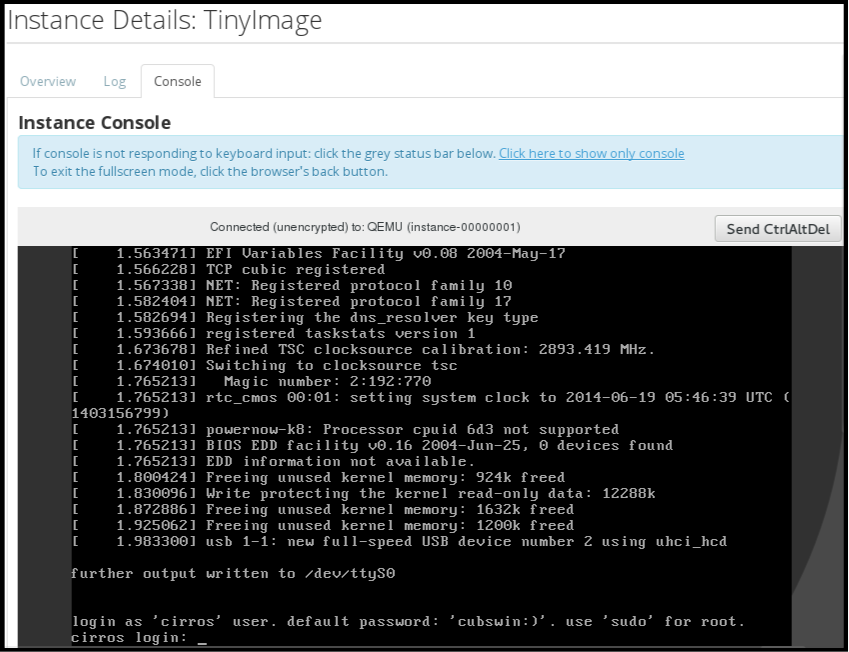 Instance Details: TinyImage
Overview Log Console
Instance Console
If console is not responding to keyboard input: click the grey status bar below. Click here to show only console
To exit the fullscreen mode, click the browser's back button.
Connected (unencrypted) to: QEMU (instance-00000001) Send CtrlAltDel
[    1.563471] EFI Variables Facility v0.08 2004-May-17
[    1.566228] TCP cubic registered
[    1.567338] NET: Registered protocol family 10
[    1.582404] NET: Registered protocol family 17
[    1.582694] Registering the dns_resolver key type
[    1.593666] registered taskstats version 1
[    1.673678] Refined TSC clocksource calibration: 2893.419 MHz.
[    1.674010] Switching to clocksource tsc
[    1.765213]   Magic number: 2:192:770
[    1.765213] rtc_cmos 00:01: setting system clock to 2014-06-19 05:46:39 UTC (
1403156799)
[    1.765213] powernow-k8: Processor cpuid 6d3 not supported
[    1.765213] BIOS EDD facility v0.16 2004-Jun-25, 0 devices found
[    1.765213] EDD information not available.
[    1.800424] Freeing unused kernel memory: 924k freed
[    1.830096] Write protecting the kernel read-only data: 12288k
[    1.872886] Freeing unused kernel memory: 1632k freed
[    1.925062] Freeing unused kernel memory: 1200k freed
[    1.983300] usb 1-1: new full-speed USB device number 2 using uhci_hcd
further output written to /dev/ttyS0
login as 'cirros' user. default password: 'cubswin:)'. use 'sudo' for root.
cirros login: _